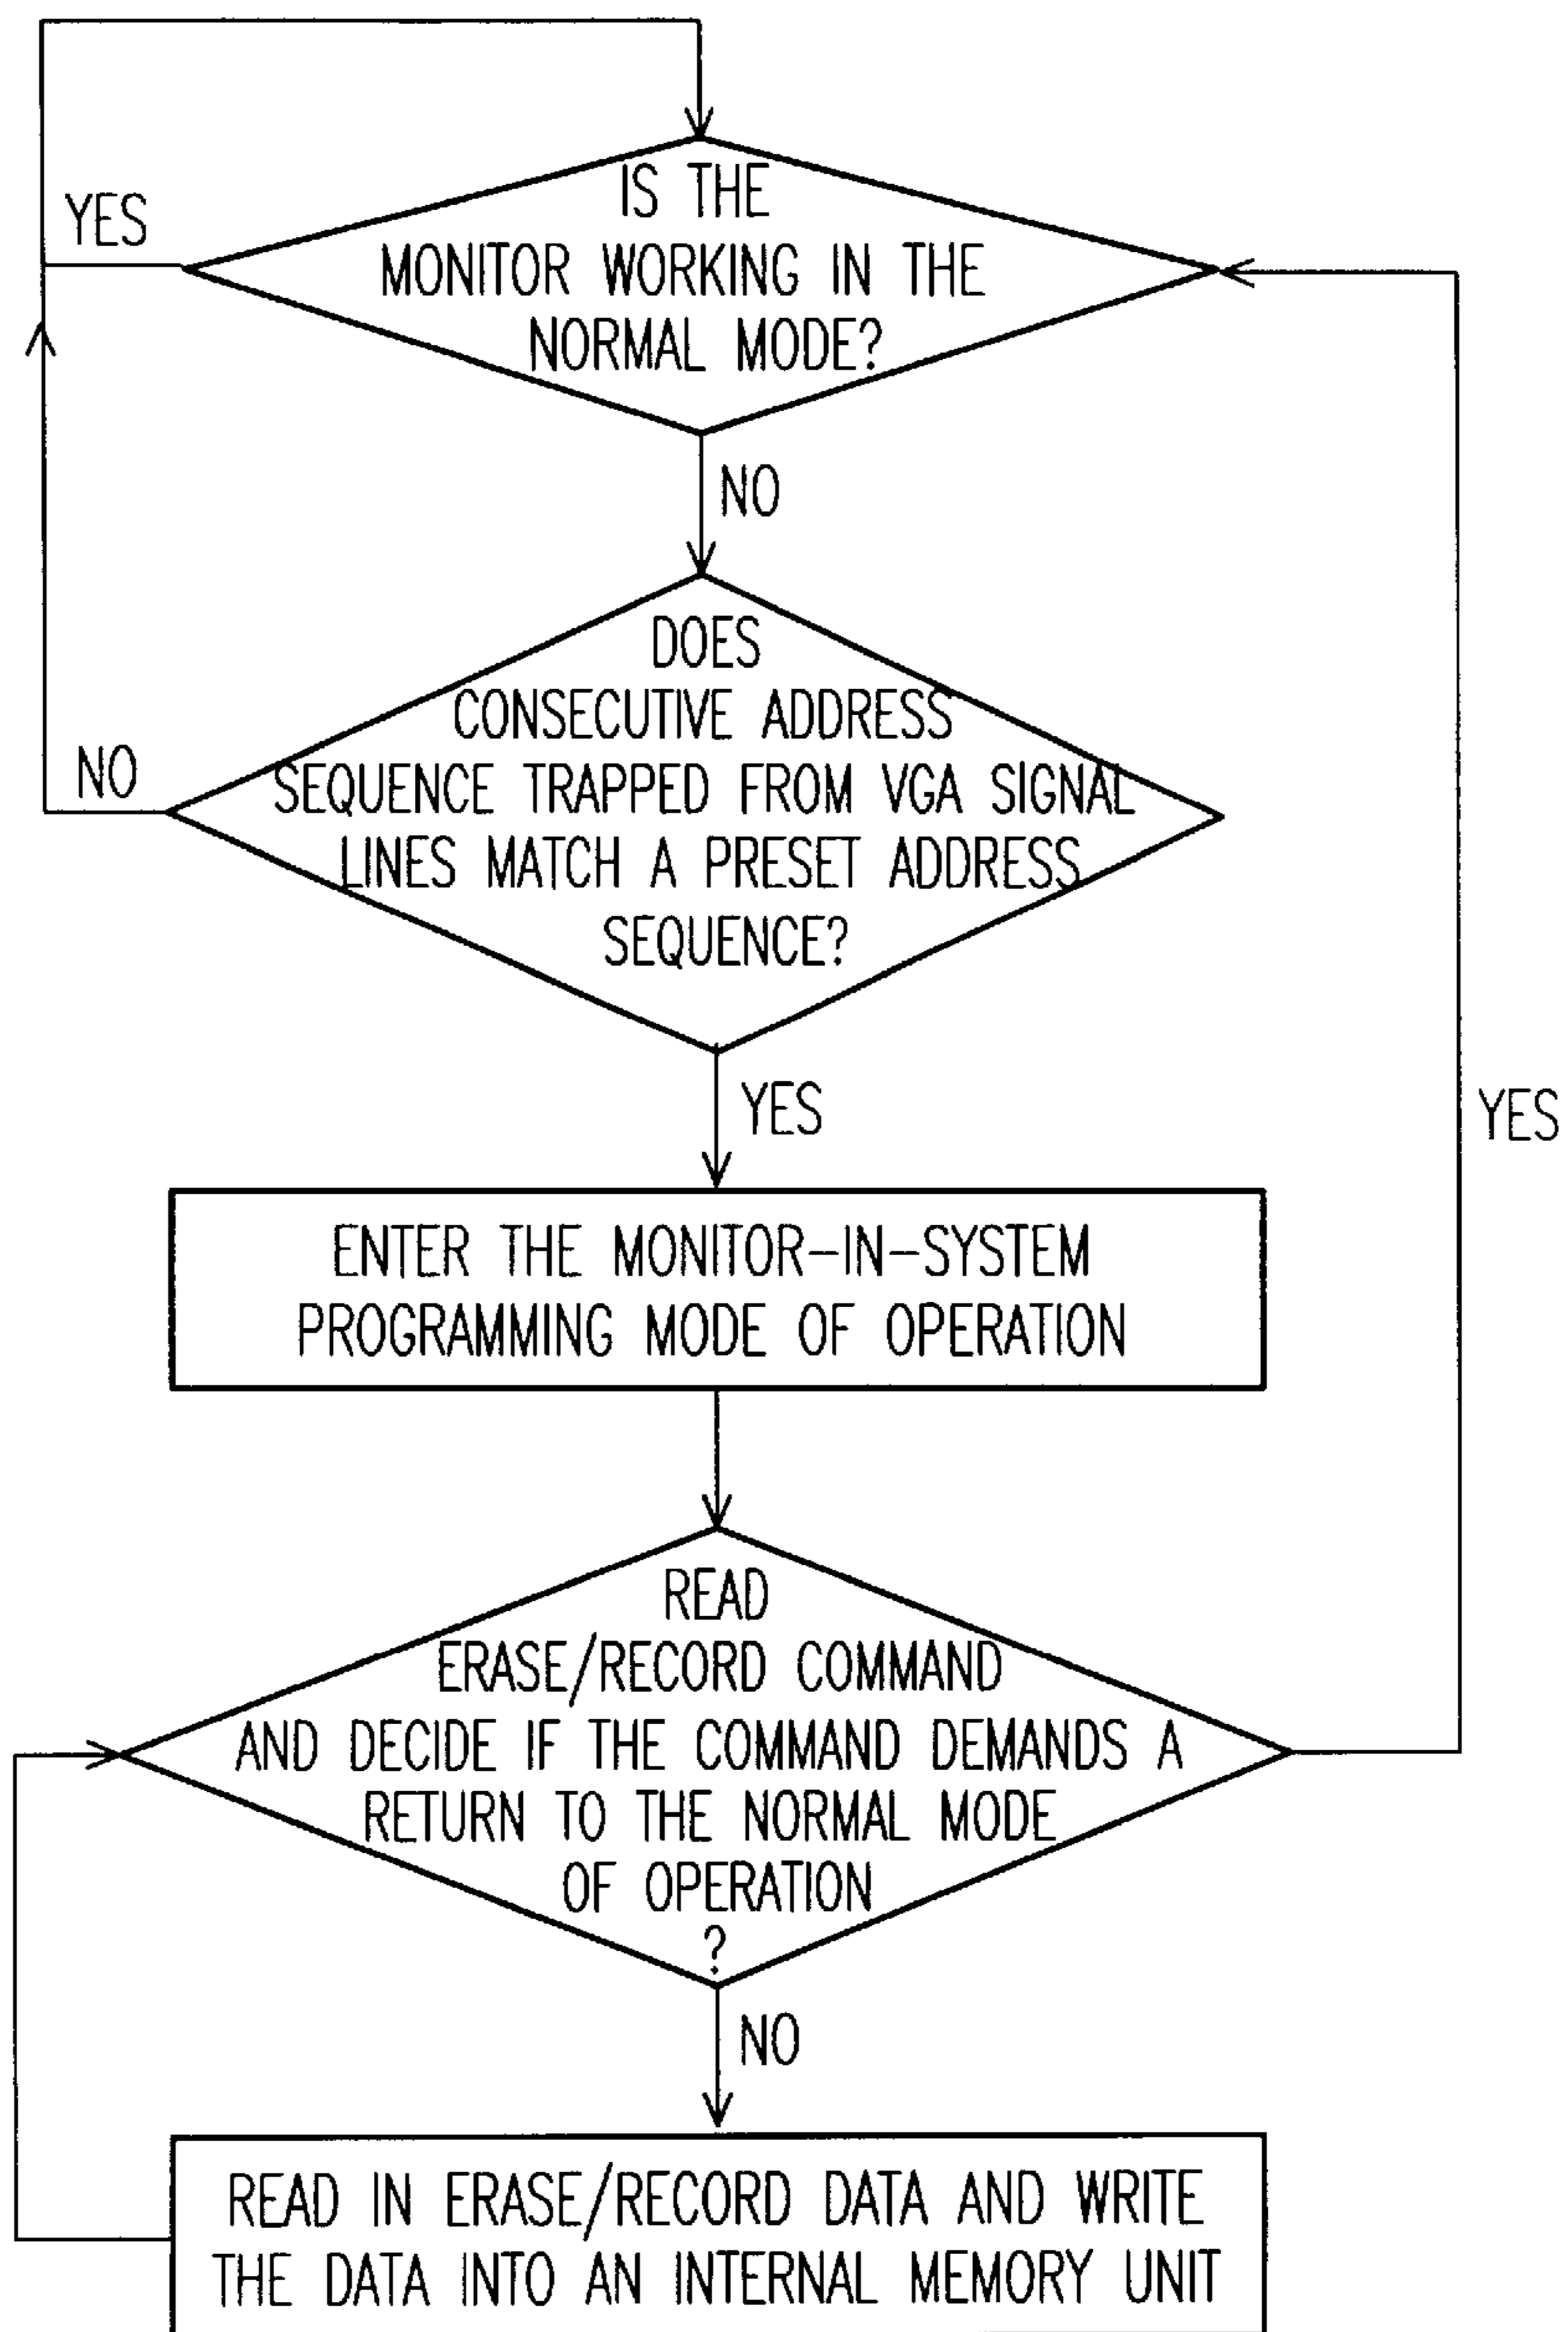 IS THE
MONITOR WORKING IN THE
NORMAL MODE?
YES
NO
DOES
CONSECUTIVE ADDRESS
SEQUENCE TRAPPED FROM VGA SIGNAL
LINES MATCH A PRESET ADDRESS
SEQUENCE?
NO
YES
YES
ENTER THE MONITOR-IN-SYSTEM
PROGRAMMING MODE OF OPERATION
READ
ERASE/RECORD COMMAND
AND DECIDE IF THE COMMAND DEMANDS A
RETURN TO THE NORMAL MODE
OF OPERATION
?
NO
READ IN ERASE/RECORD DATA AND WRITE
THE DATA INTO AN INTERNAL MEMORY UNIT